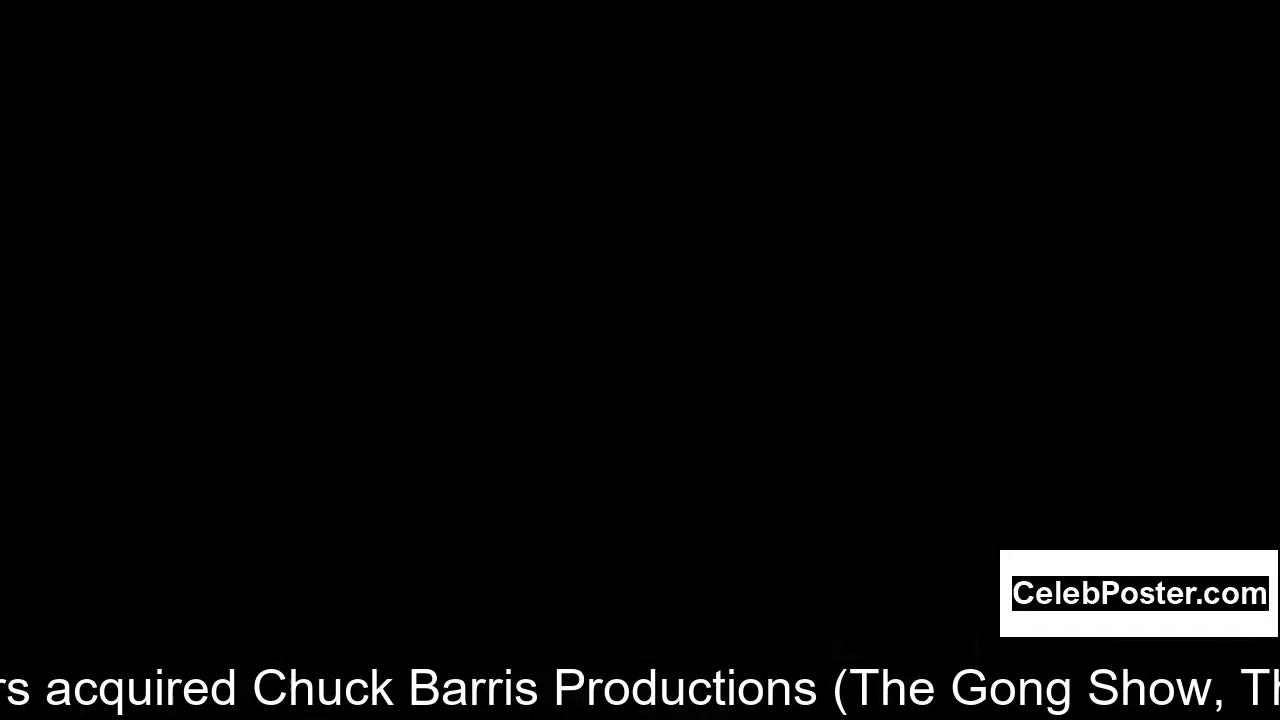 CelebPoster.com
rs acquired Chuck Barris Productions (The Gong Show, Th